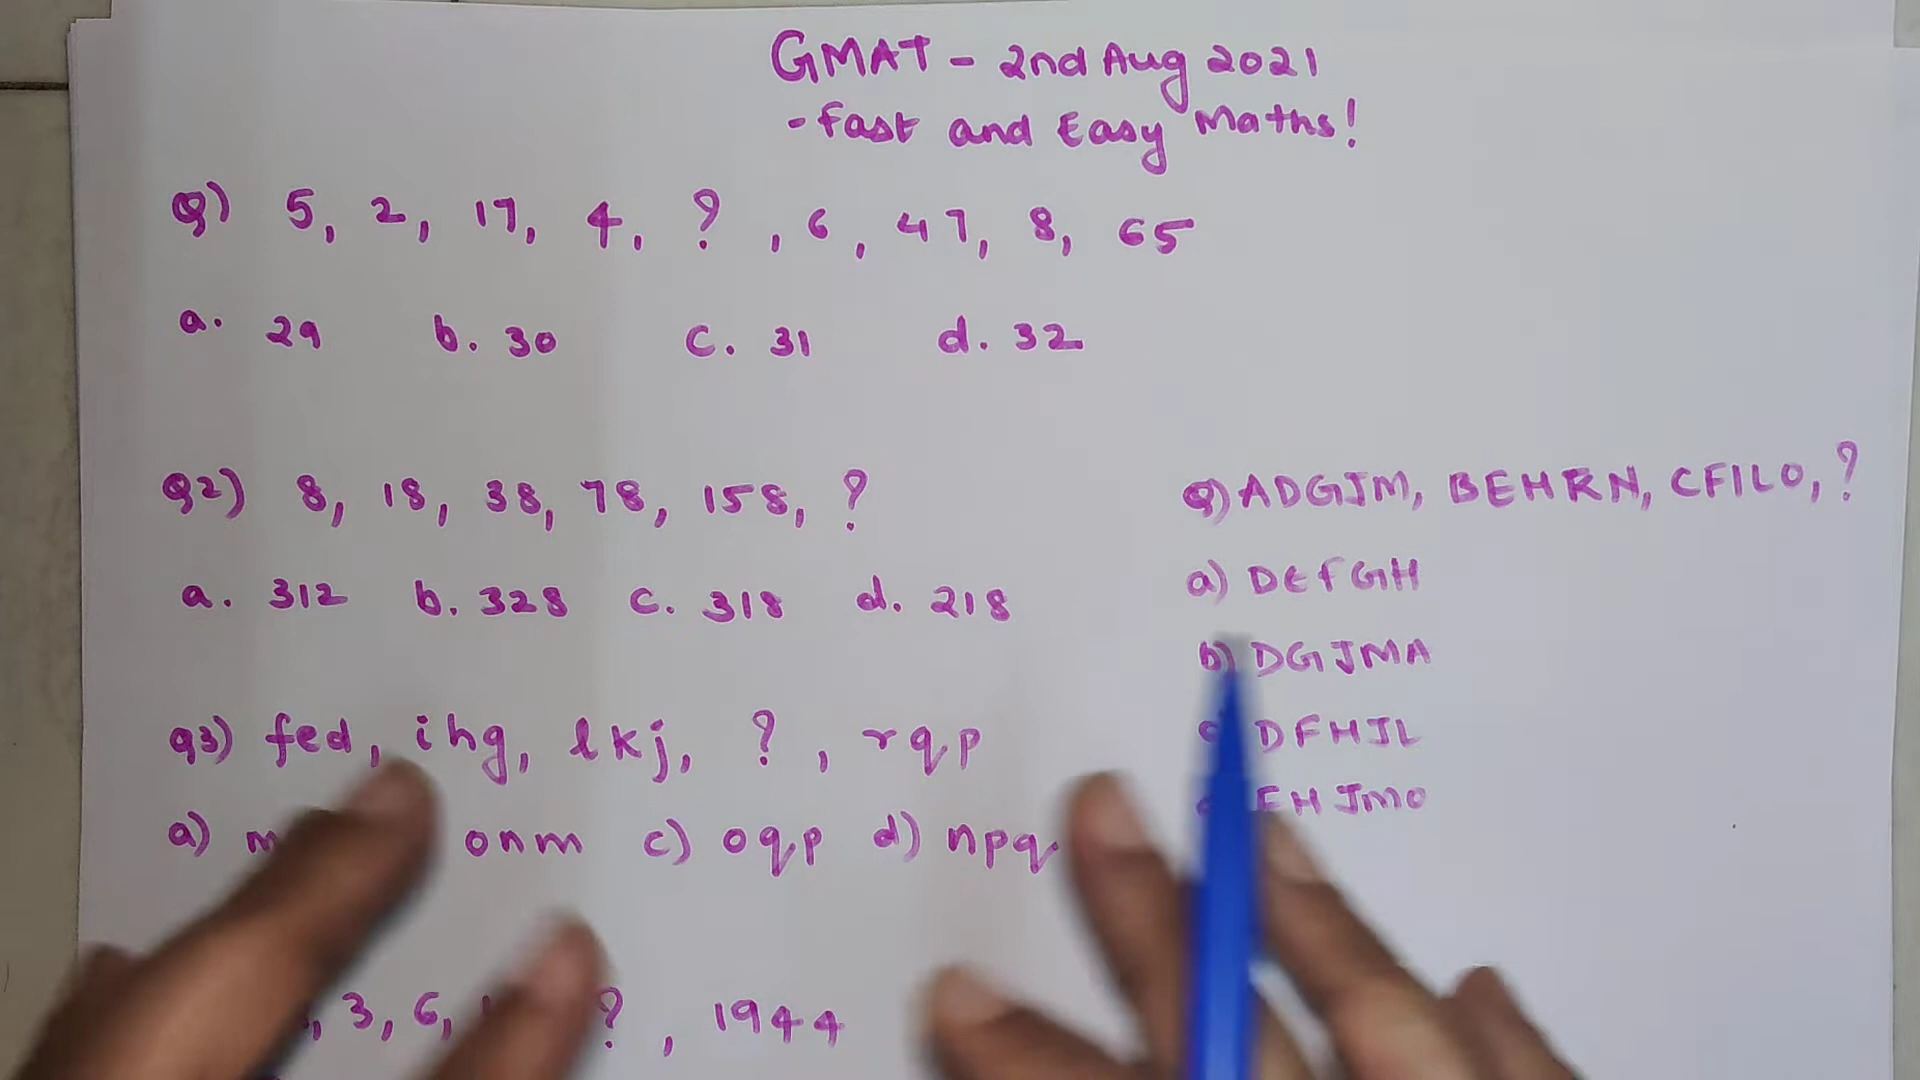 GMAT - 2nd Aug 2021
- Fast and Easy Maths!
Q) 5, 2, 17, 4, ?, 6, 47, 8, 65
a. 29 b. 30 c. 31 d. 32
Q2) 8, 18, 38, 78, 158, ?
a. 312 b. 328 c. 318 d. 218
Q3) fed, ihg, lkj, ?, rqp
a) onm c) oqp d) npq
, 3, 6, ?, 1944
Q) ADGJM, BEHKN, CFILO, ?
a) DEFGH
b) DGJMA
DFHJL
EHJMO